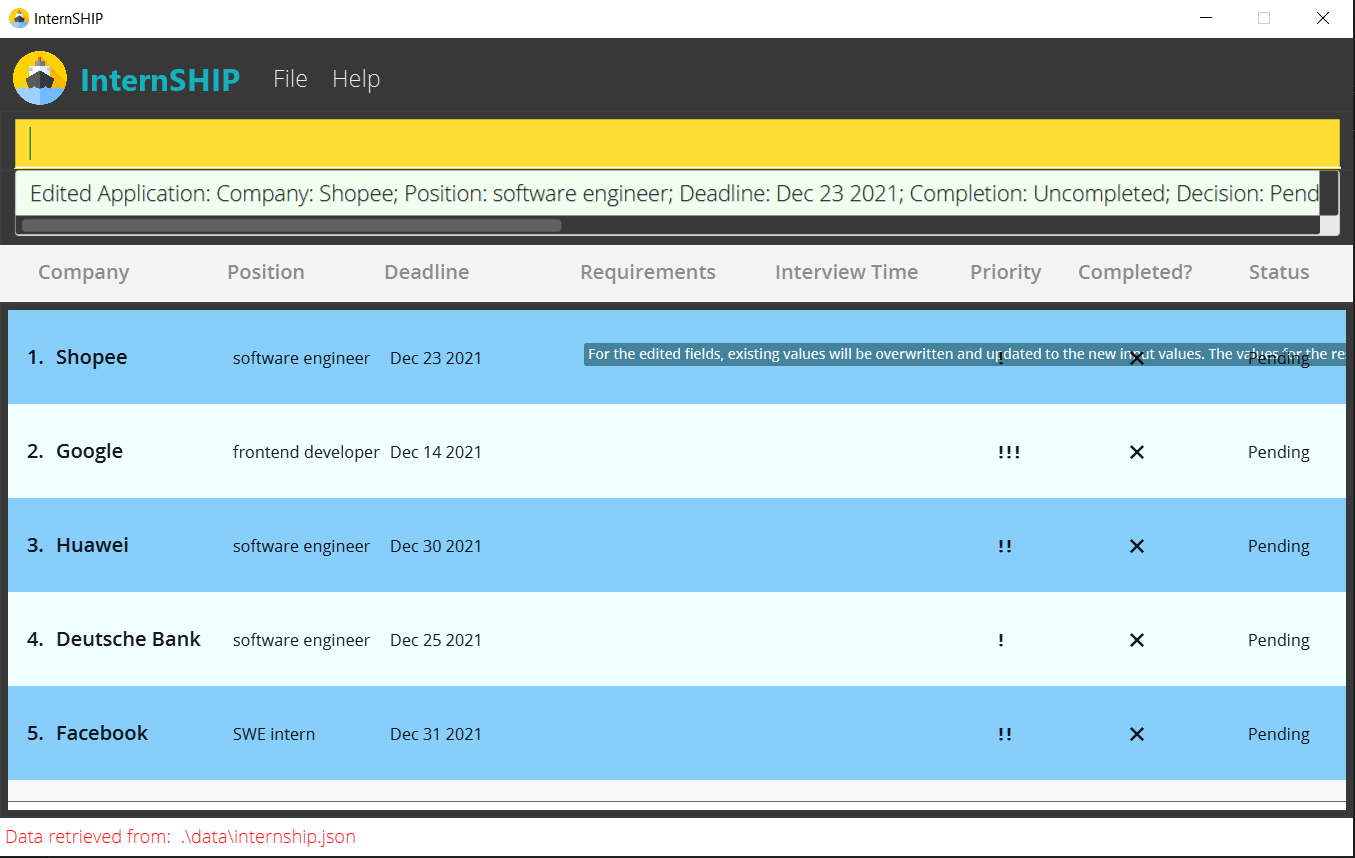 InternSHIP
InternSHIP File Help
Edited Application: Company: Shopee; Position: software engineer; Deadline: Dec 23 2021; Completion: Uncompleted; Decision: Pend
Company Position Deadline Requirements Interview Time Priority Completed? Status
1. Shopee software engineer Dec 23 2021 ! ✕ Pending
For the edited fields, existing values will be overwritten and updated to the new input values. The values for the re
2. Google frontend developer Dec 14 2021 !!! ✕ Pending
3. Huawei software engineer Dec 30 2021 !! ✕ Pending
4. Deutsche Bank software engineer Dec 25 2021 ! ✕ Pending
5. Facebook SWE intern Dec 31 2021 !! ✕ Pending
Data retrieved from: .\data\internship.json